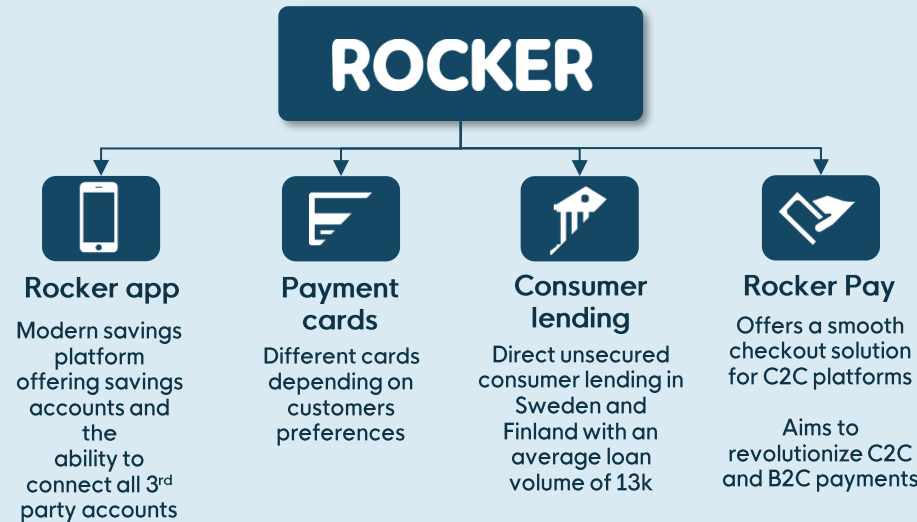 ROCKER
Rocker app
Modern savings
platform
offering savings
accounts and
the
ability to
connect all 3rd
party accounts
Payment
cards
Different cards
depending on
customers
preferences
Consumer
lending
Direct unsecured
consumer lending in
Sweden and
Finland with an
average loan
volume of 13k
Rocker Pay
Offers a smooth
checkout solution
for C2C platforms
Aims to
revolutionize C2C
and B2C payments